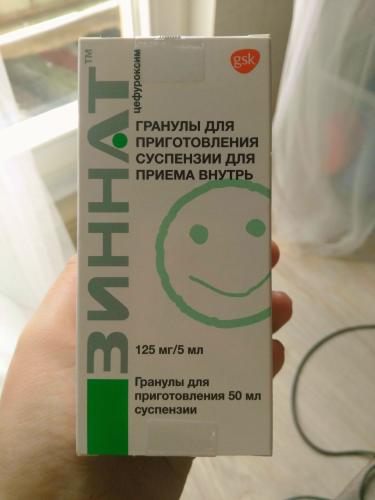 ЗИННАТ™
цефуроксим
gsk
ГРАНУЛЫ ДЛЯ
ПРИГОТОВЛЕНИЯ
СУСПЕНЗИИ ДЛЯ
ПРИЕМА ВНУТРЬ
125 мг/5 мл
Гранулы для
приготовления 50 мл
суспензии